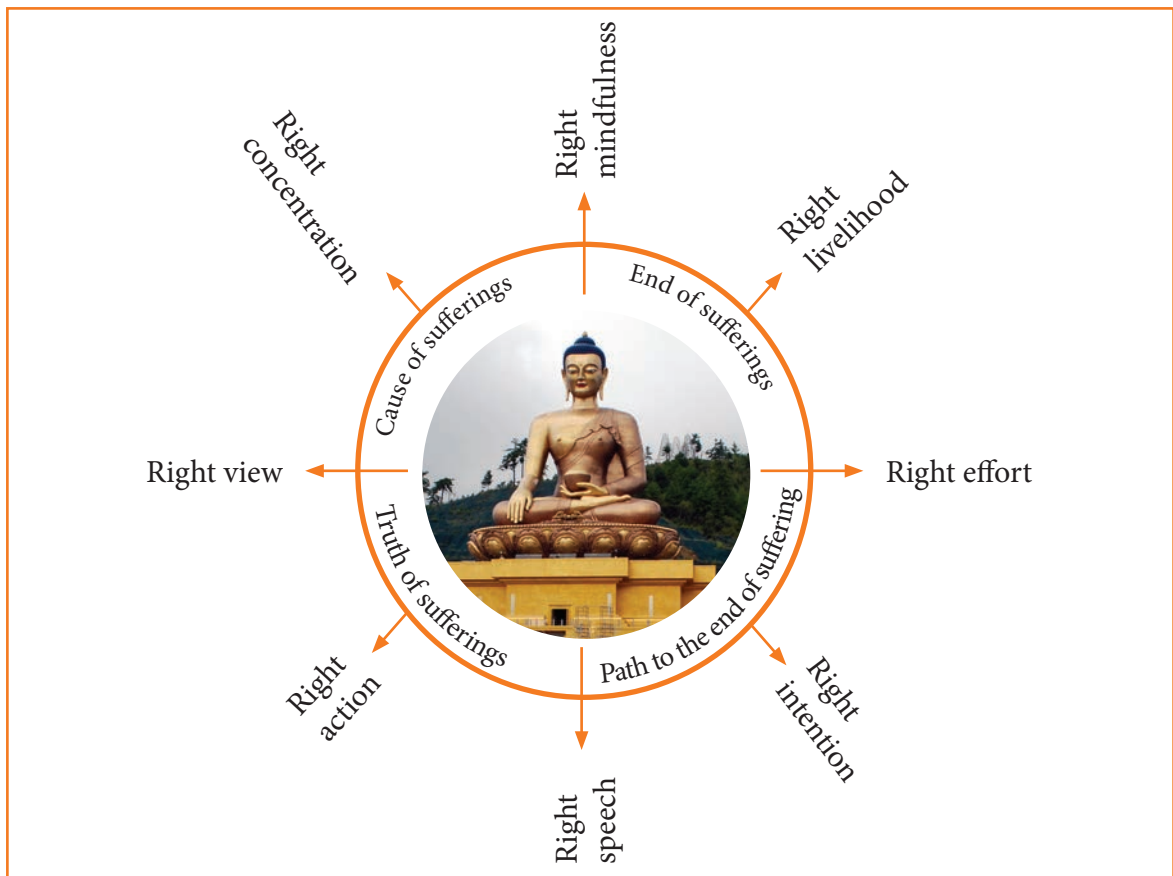 Right
mindfulness
Right
concentration
Right
livelihood
Cause of sufferings
End of sufferings
Right view
Right effort
Truth of sufferings
Path to the end of suffering
Right
action
Right
intention
Right
speech